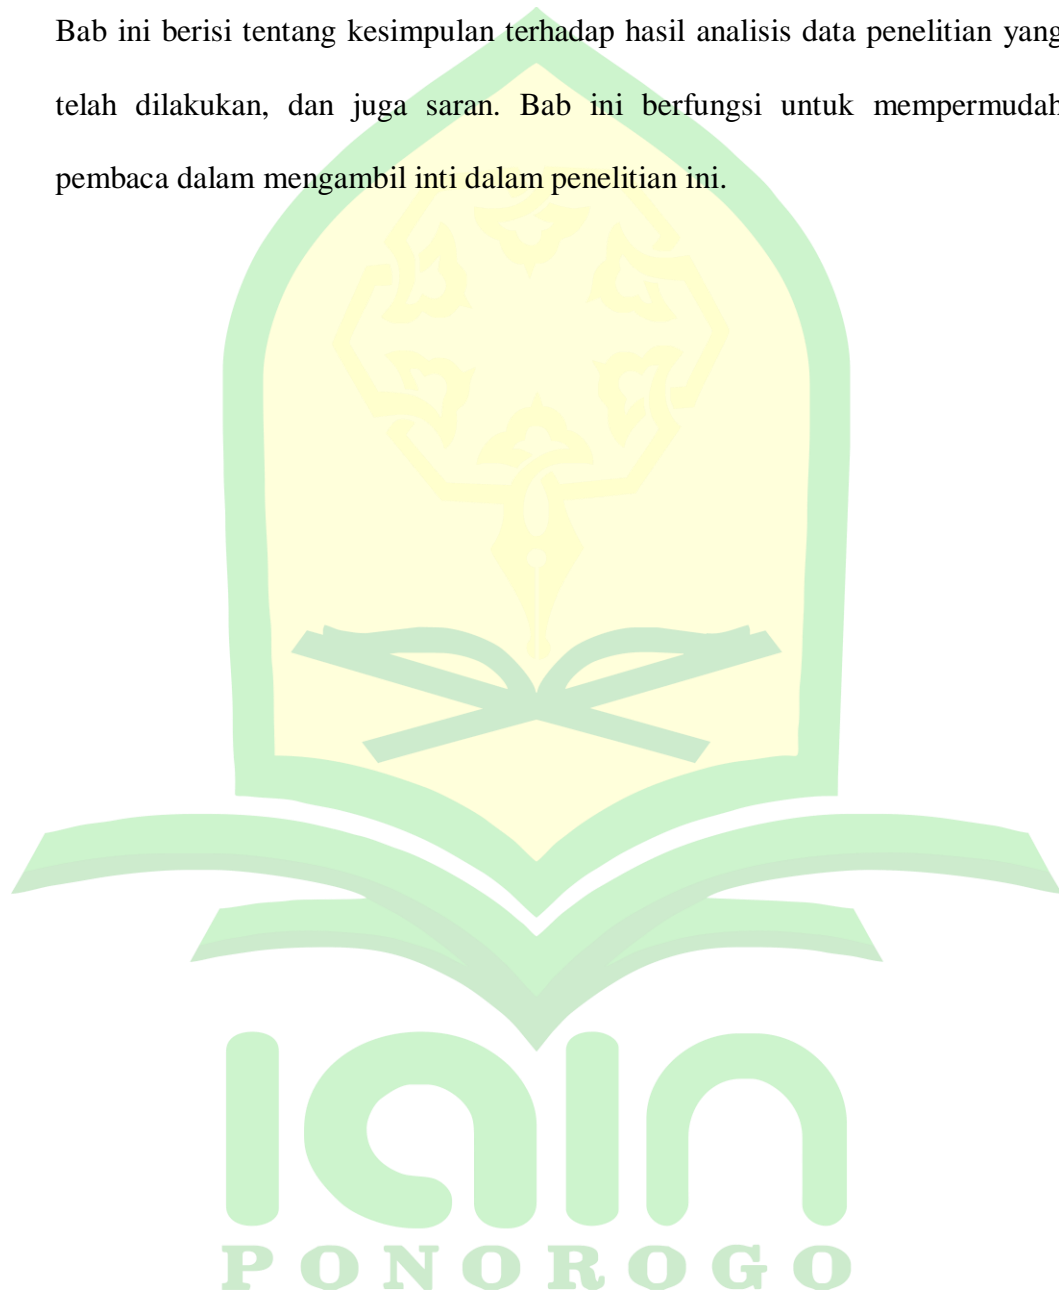 Bab ini berisi tentang kesimpulan terhadap hasil analisis data penelitian yang
telah dilakukan, dan juga saran. Bab ini berfungsi untuk mempermudah
pembaca dalam mengambil inti dalam penelitian ini.
iain
PONOROGO